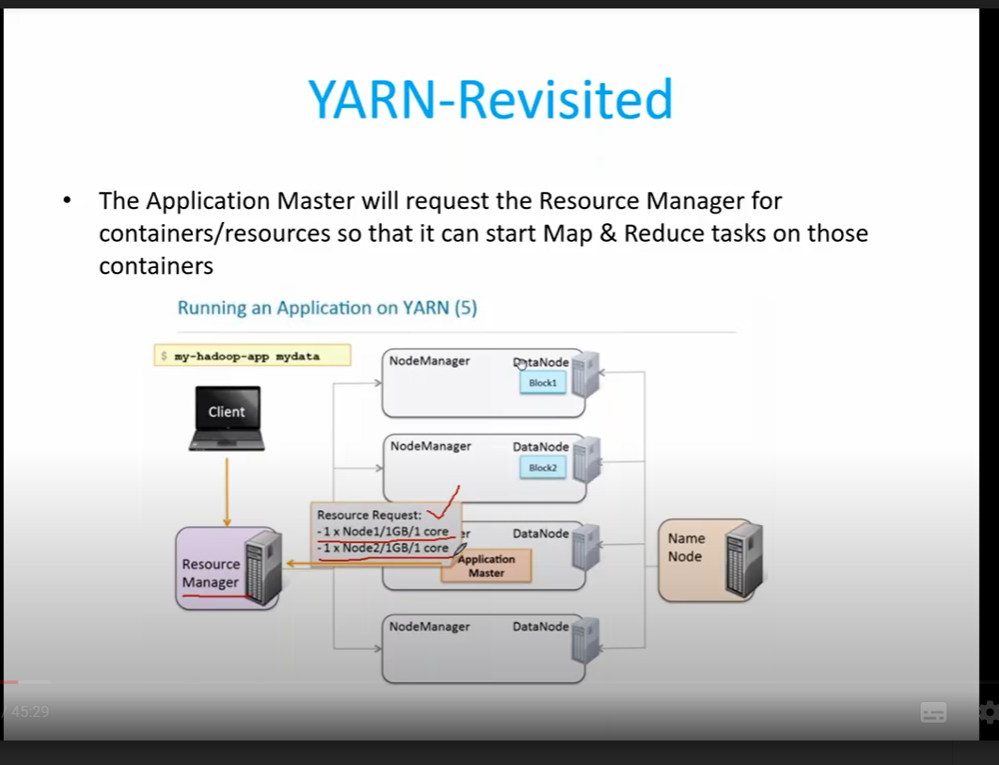 YARN-Revisited
• The Application Master will request the Resource Manager for
containers/resources so that it can start Map & Reduce tasks on those
containers
Running an Application on YARN (5)
$ my-hadoop-app mydata
Client
NodeManager DataNode
Block1
NodeManager DataNode
Block2
Resource Request:
- 1 x Node1/1GB/1 core
- 1 x Node2/1GB/1 core
er DataNode
Application
Master
Resource
Manager
Name
Node
NodeManager DataNode
/ 45:29